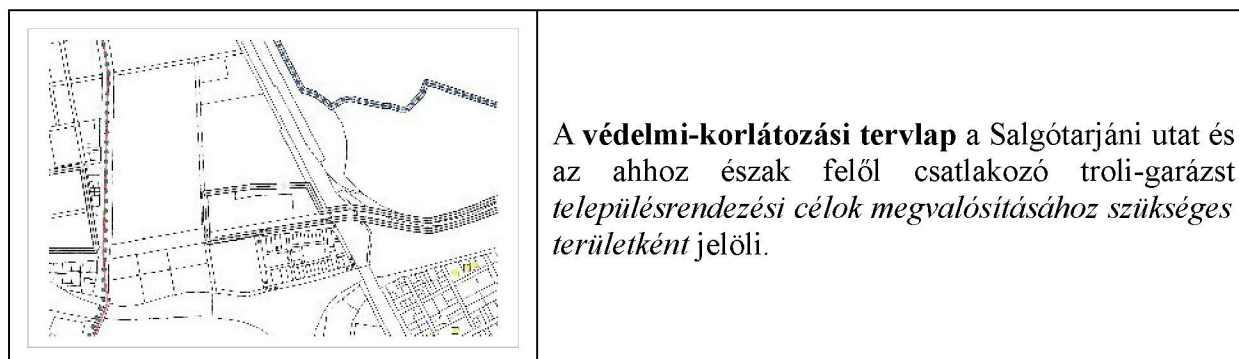 A védelmi-korlátozási tervlap a Salgótarjáni utat és
az ahhoz észak felől csatlakozó troli-garázst
településrendezési célok megvalósításához szükséges
területként jelöli.